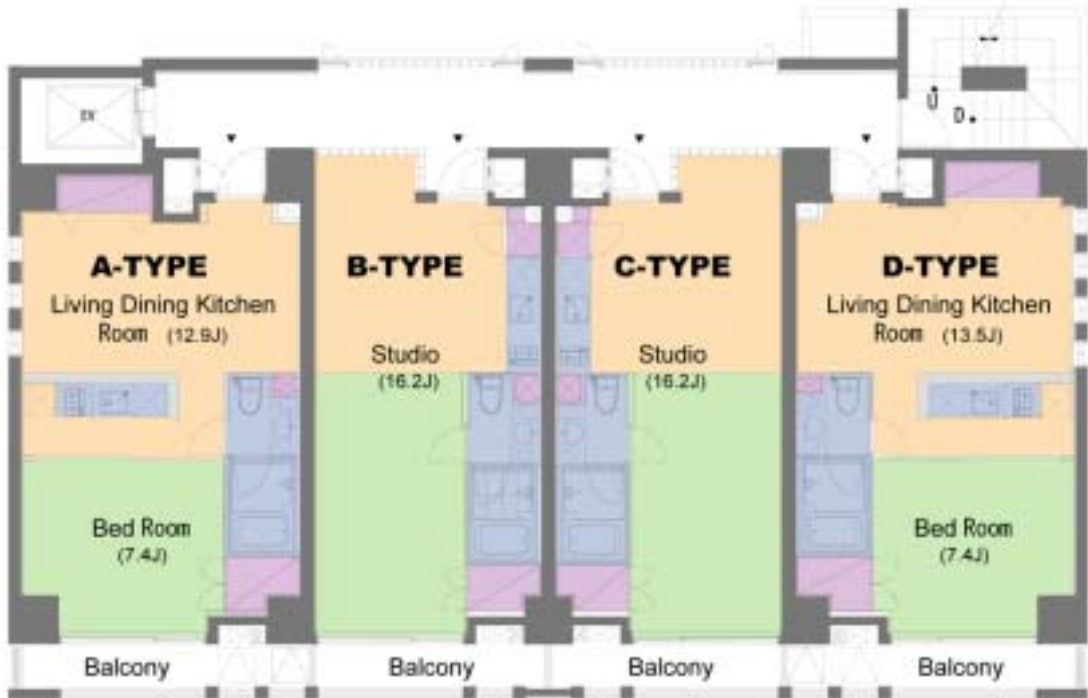 EV
U
D
A-TYPE
Living Dining Kitchen
Room (12.9J)
B-TYPE
Studio
(16.2J)
C-TYPE
Studio
(16.2J)
D-TYPE
Living Dining Kitchen
Room (13.5J)
Bed Room
(7.4J)
Bed Room
(7.4J)
Balcony
Balcony
Balcony
Balcony